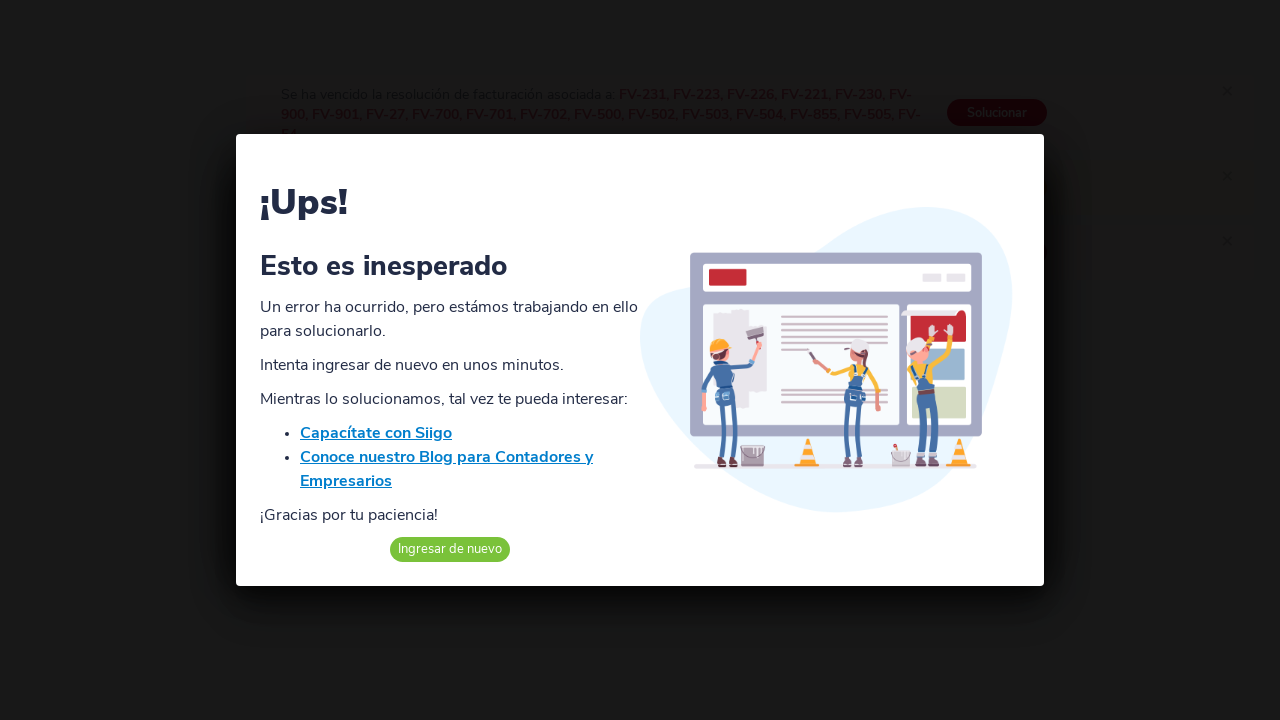 Se ha vencido la resolución de facturación asociada a: FV-231, FV-223, FV-226, FV-221, FV-230, FV-
900, FV-901, FV-27, FV-700, FV-701, FV-702, FV-500, FV-502, FV-503, FV-504, FV-855, FV-505, FV-
Solucionar
¡Ups!
Esto es inesperado
Un error ha ocurrido, pero estámos trabajando en ello
para solucionarlo.
Intenta ingresar de nuevo en unos minutos.
Mientras lo solucionamos, tal vez te pueda interesar:
Capacítate con Siigo
Conoce nuestro Blog para Contadores y
Empresarios
¡Gracias por tu paciencia!
Ingresar de nuevo